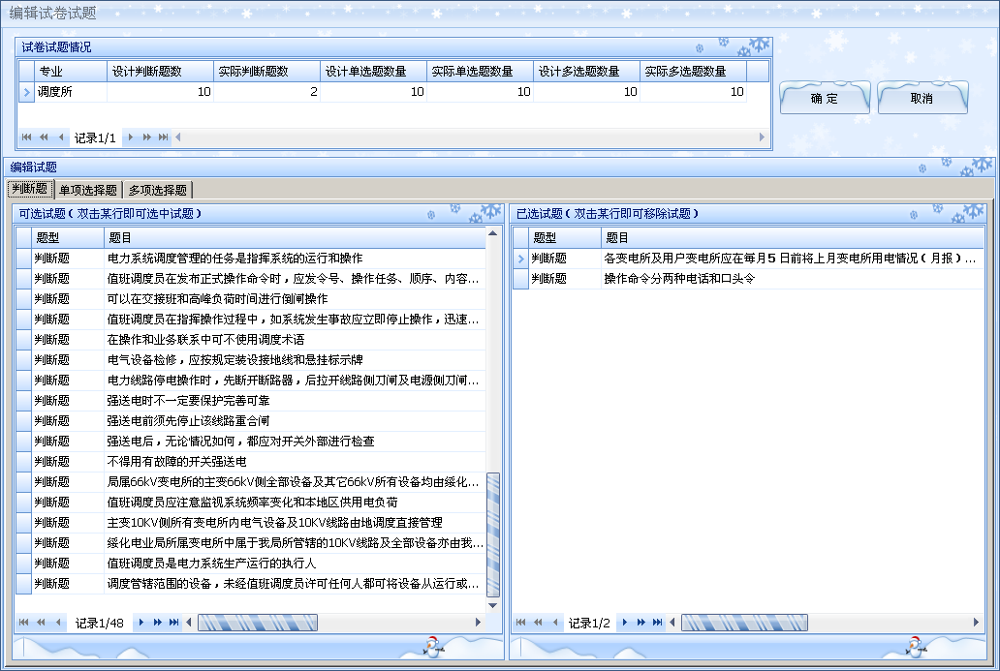 编辑试卷试题
试卷试题情况
专业 设计判断题数 实际判断题数 设计单选题数量 实际单选题数量 设计多选题数量 实际多选题数量
调度所 10 2 10 10 10 10
记录1/1
确 定
取消
编辑试题
判断题 单项选择题 多项选择题
可选试题(双击某行即可选中试题)
题型 题目
判断题 电力系统调度管理的任务是指挥系统的运行和操作
判断题 值班调度员在发布正式操作命令时，应发令号、操作任务、顺序、内容...
判断题 可以在交接班和高峰负荷时间进行倒闸操作
判断题 值班调度员在指挥操作过程中，如系统发生事故应立即停止操作，迅速...
判断题 在操作和业务联系中可不使用调度术语
判断题 电气设备检修，应按规定装设接地线和悬挂标示牌
判断题 电力线路停电操作时，先断开断路器，后拉开线路侧刀闸及电源侧刀闸...
判断题 强送电时不一定要保护完善可靠
判断题 强送电前须先停止该线路重合闸
判断题 强送电后，无论情况如何，都应对开关外部进行检查
判断题 不得用有故障的开关强送电
判断题 局属66kV变电所的主变66kV侧全部设备及其它66kV所有设备均由绥化...
判断题 值班调度员应注意监视系统频率变化和本地区供用电负荷
判断题 主变10KV侧所有变电所内电气设备及10KV线路由地调度直接管理
判断题 绥化电业局所属变电所中属于我局所管辖的10KV线路及全部设备亦由我...
判断题 值班调度员是电力系统生产运行的执行人
判断题 调度管辖范围的设备，未经值班调度员许可任何人都可将设备从运行或...
记录1/48
已选试题(双击某行即可移除试题)
题型 题目
判断题 各变电所及用户变电所应在每月5 日前将上月变电所用电情况(月报)...
判断题 操作命令分两种电话和口头令
记录1/2